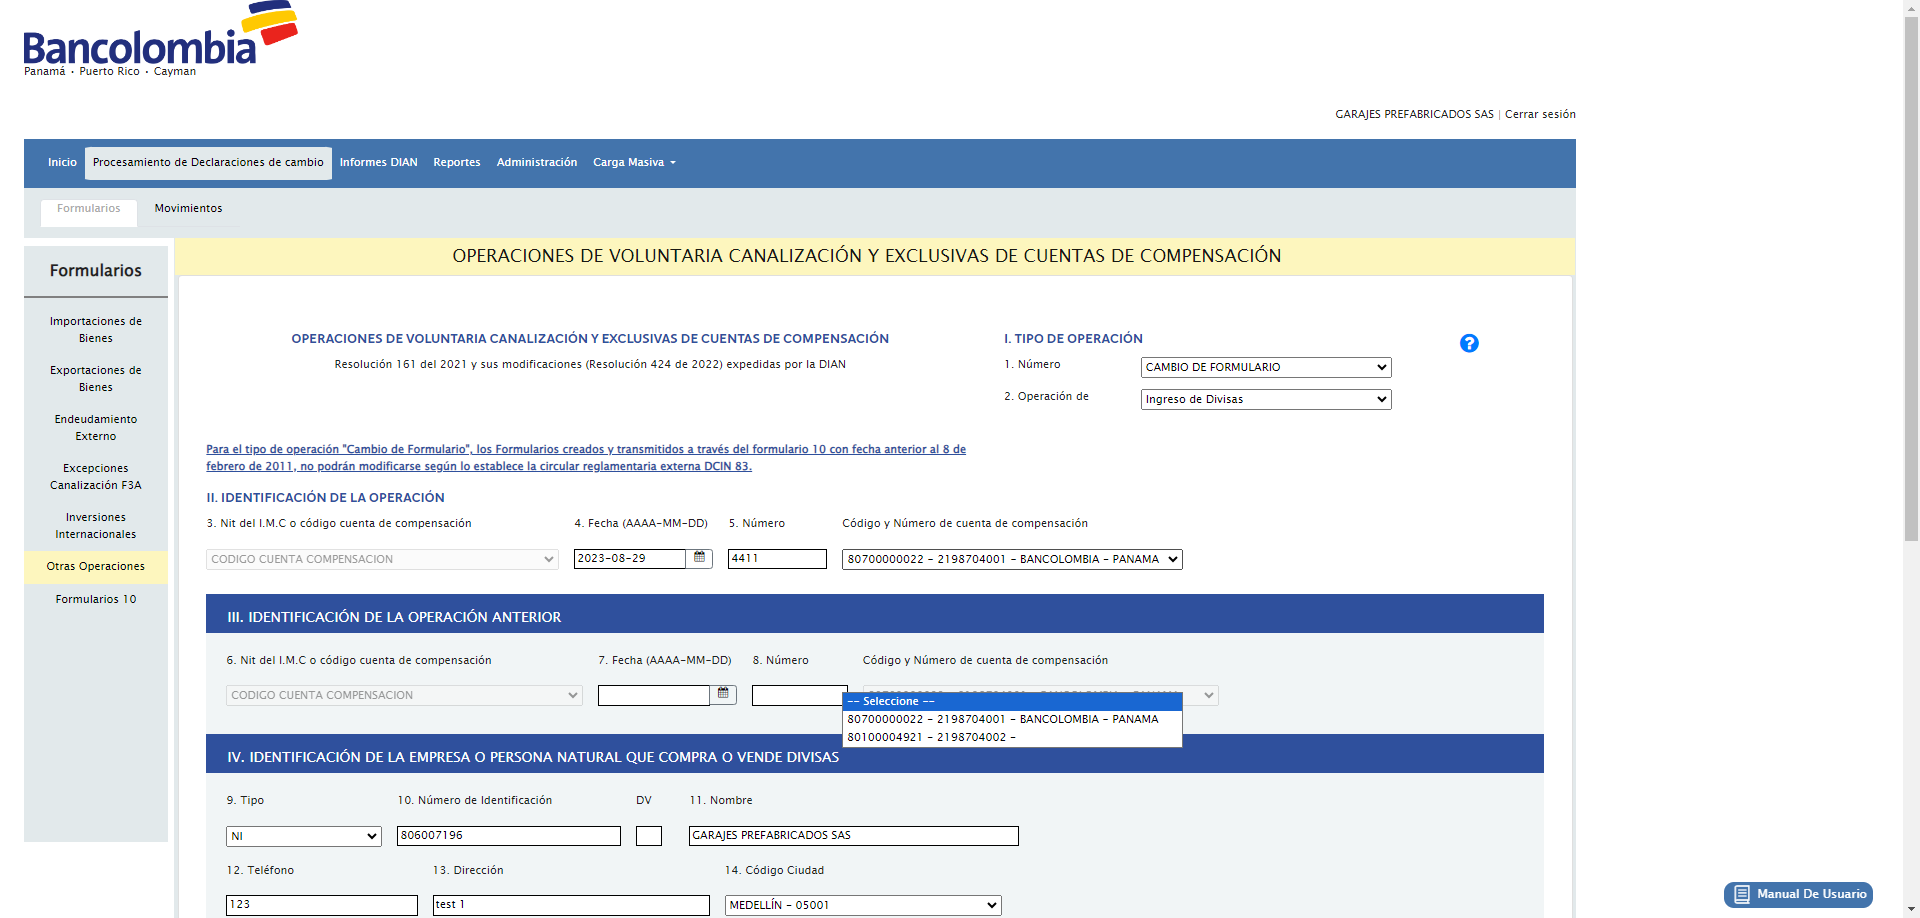 Bancolombia
Panamá • Puerto Rico • Cayman
GARAJES PREFABRICADOS SAS | Cerrar sesión
Inicio Procesamiento de Declaraciones de cambio Informes DIAN Reportes Administración Carga Masiva
Formularios Movimientos
Formularios
Importaciones de
Bienes
Exportaciones de
Bienes
Endeudamiento
Externo
Excepciones
Canalización F3A
Inversiones
Internacionales
Otras Operaciones
Formularios 10
OPERACIONES DE VOLUNTARIA CANALIZACIÓN Y EXCLUSIVAS DE CUENTAS DE COMPENSACIÓN
OPERACIONES DE VOLUNTARIA CANALIZACIÓN Y EXCLUSIVAS DE CUENTAS DE COMPENSACIÓN
Resolución 161 del 2021 y sus modificaciones (Resolución 424 de 2022) expedidas por la DIAN
I. TIPO DE OPERACIÓN
?
1. Número CAMBIO DE FORMULARIO
2. Operación de Ingreso de Divisas
Para el tipo de operación "Cambio de Formulario", los Formularios creados y transmitidos a través del formulario 10 con fecha anterior al 8 de
febrero de 2011, no podrán modificarse según lo establece la circular reglamentaria externa DCIN 83.
II. IDENTIFICACIÓN DE LA OPERACIÓN
3. Nit del I.M.C o código cuenta de compensación 4. Fecha (AAAA-MM-DD) 5. Número Código y Número de cuenta de compensación
CODIGO CUENTA COMPENSACION 2023-08-29 4411 80700000022 - 2198704001 - BANCOLOMBIA - PANAMA
III. IDENTIFICACIÓN DE LA OPERACIÓN ANTERIOR
6. Nit del I.M.C o código cuenta de compensación 7. Fecha (AAAA-MM-DD) 8. Número Código y Número de cuenta de compensación
CODIGO CUENTA COMPENSACION
-- Seleccione --
80700000022 - 2198704001 - BANCOLOMBIA - PANAMA
80100004921 - 2198704002 -
IV. IDENTIFICACIÓN DE LA EMPRESA O PERSONA NATURAL QUE COMPRA O VENDE DIVISAS
9. Tipo 10. Número de Identificación DV 11. Nombre
NI 806007196 GARAJES PREFABRICADOS SAS
12. Teléfono 13. Dirección 14. Código Ciudad
123 test 1 MEDELLÍN - 05001
Manual De Usuario